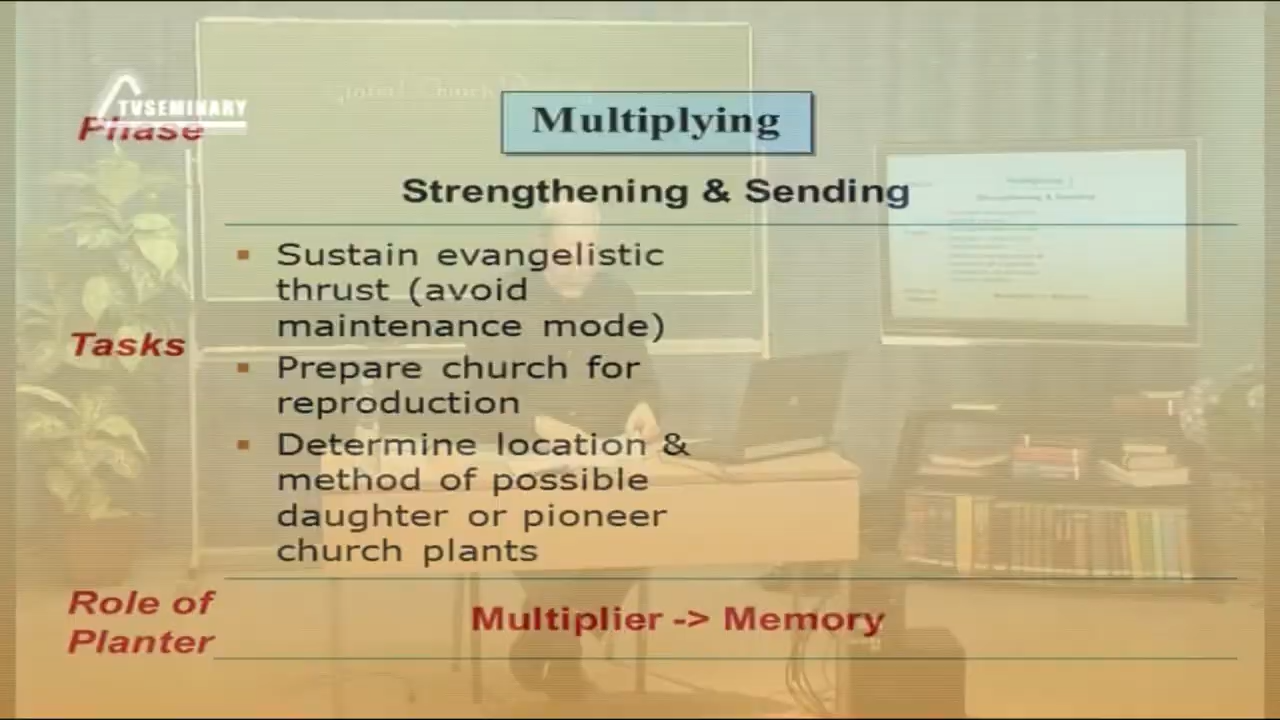 TVSEMINARY
Phase
Multiplying
Strengthening & Sending
Tasks
▪ Sustain evangelistic
thrust (avoid
maintenance mode)
▪ Prepare church for
reproduction
▪ Determine location &
method of possible
daughter or pioneer
church plants
Role of
Planter
Multiplier -> Memory